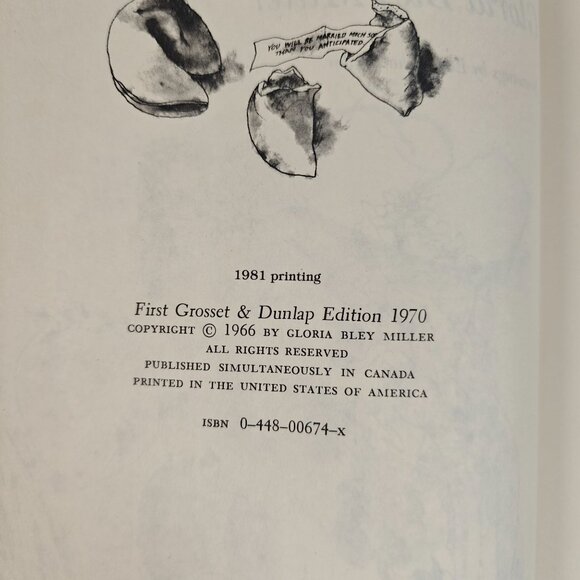 YOU WILL BE MARRIED MUCH
THAN YOU ANTICIPATED
1981 printing
First Grosset & Dunlap Edition 1970
COPYRIGHT © 1966 BY GLORIA BLEY MILLER
ALL RIGHTS RESERVED
PUBLISHED SIMULTANEOUSLY IN CANADA
PRINTED IN THE UNITED STATES OF AMERICA
ISBN 0-448-00674-x